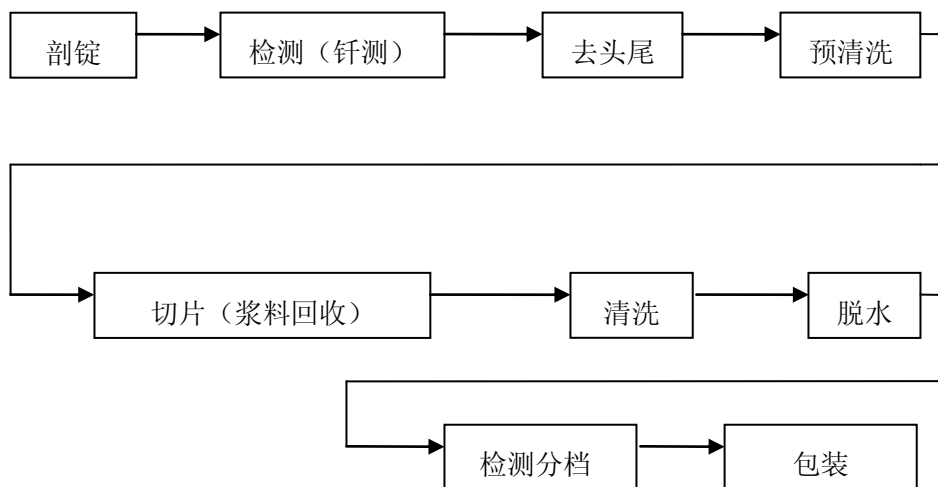 剖锭
检测（钎测）
去头尾
预清洗
切片（浆料回收）
清洗
脱水
检测分档
包装